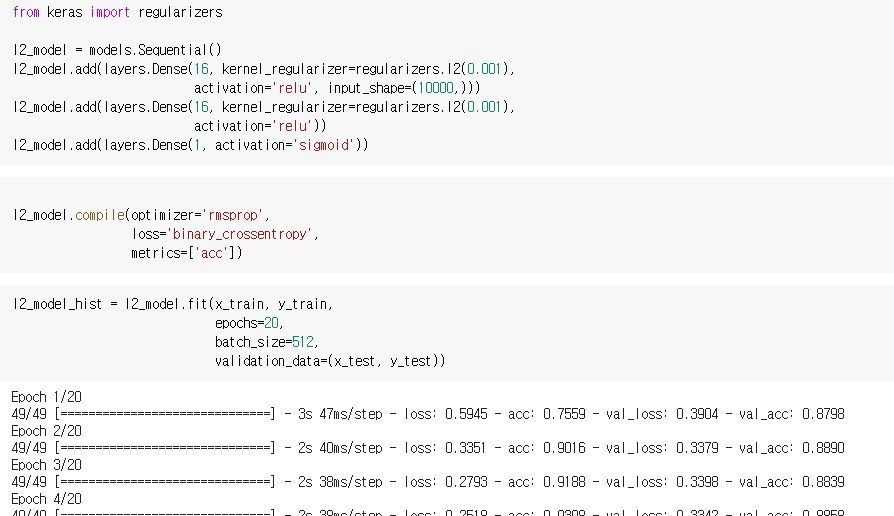 from keras import regularizers
l2_model = models.Sequential()
l2_model.add(layers.Dense(16, kernel_regularizer=regularizers.l2(0.001),
activation='relu', input_shape=(10000,)))
l2_model.add(layers.Dense(16, kernel_regularizer=regularizers.l2(0.001),
activation='relu'))
l2_model.add(layers.Dense(1, activation='sigmoid'))
l2_model.compile(optimizer='rmsprop',
loss='binary_crossentropy',
metrics=['acc'])
l2_model_hist = l2_model.fit(x_train, y_train,
epochs=20,
batch_size=512,
validation_data=(x_test, y_test))
Epoch 1/20
49/49 [==============================] - 3s 47ms/step - loss: 0.5945 - acc: 0.7559 - val_loss: 0.3904 - val_acc: 0.8798
Epoch 2/20
49/49 [==============================] - 2s 40ms/step - loss: 0.3351 - acc: 0.9016 - val_loss: 0.3379 - val_acc: 0.8890
Epoch 3/20
49/49 [==============================] - 2s 38ms/step - loss: 0.2793 - acc: 0.9188 - val_loss: 0.3398 - val_acc: 0.8839
Epoch 4/20